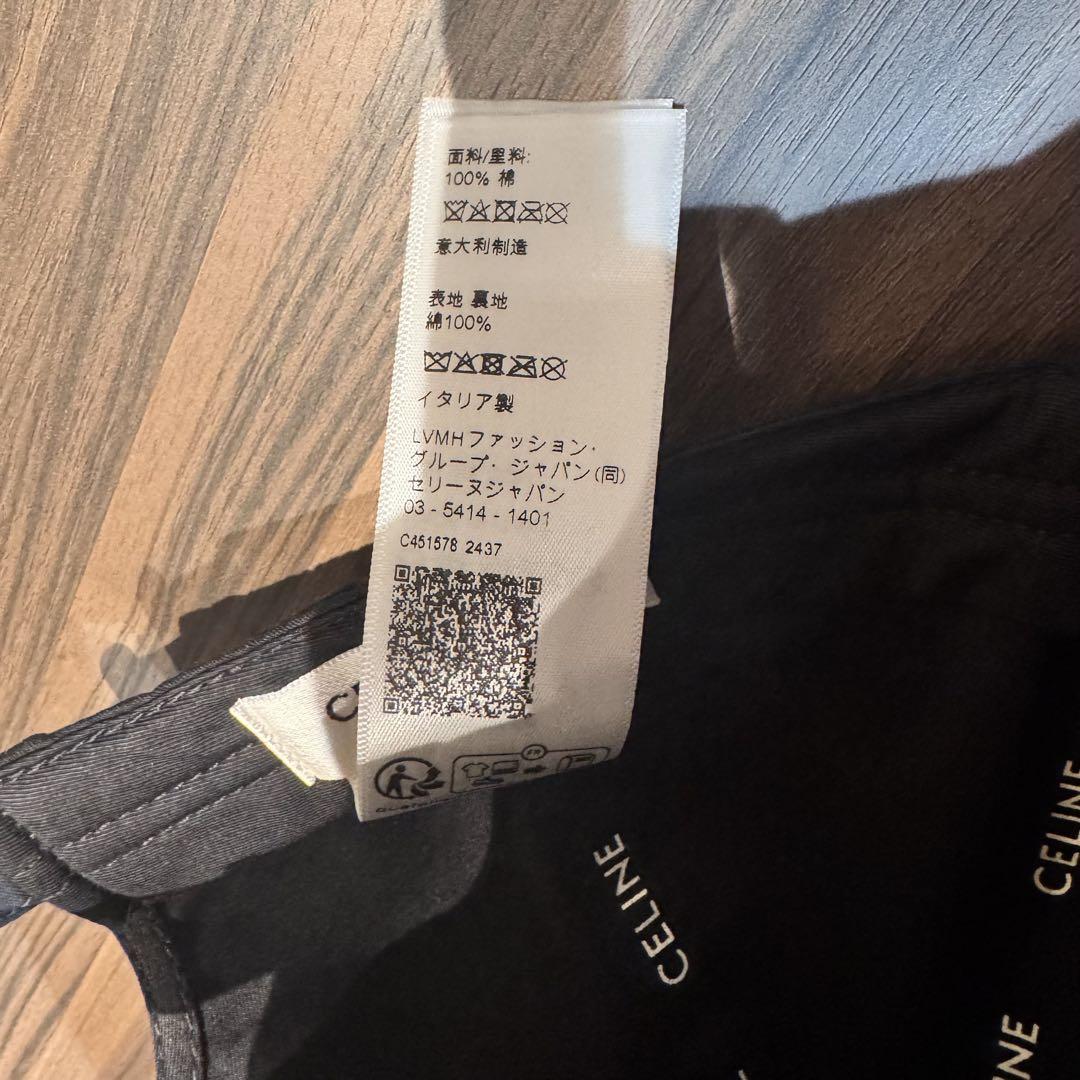 面料/里料:
100% 棉
意大利制造
表地 裏地
綿100%
イタリア製
LVMHファッション・
グループ・ジャパン(同)
セリーヌジャパン
03 - 5414 - 1401
C451578 2437
FR
CELINE
CELINE